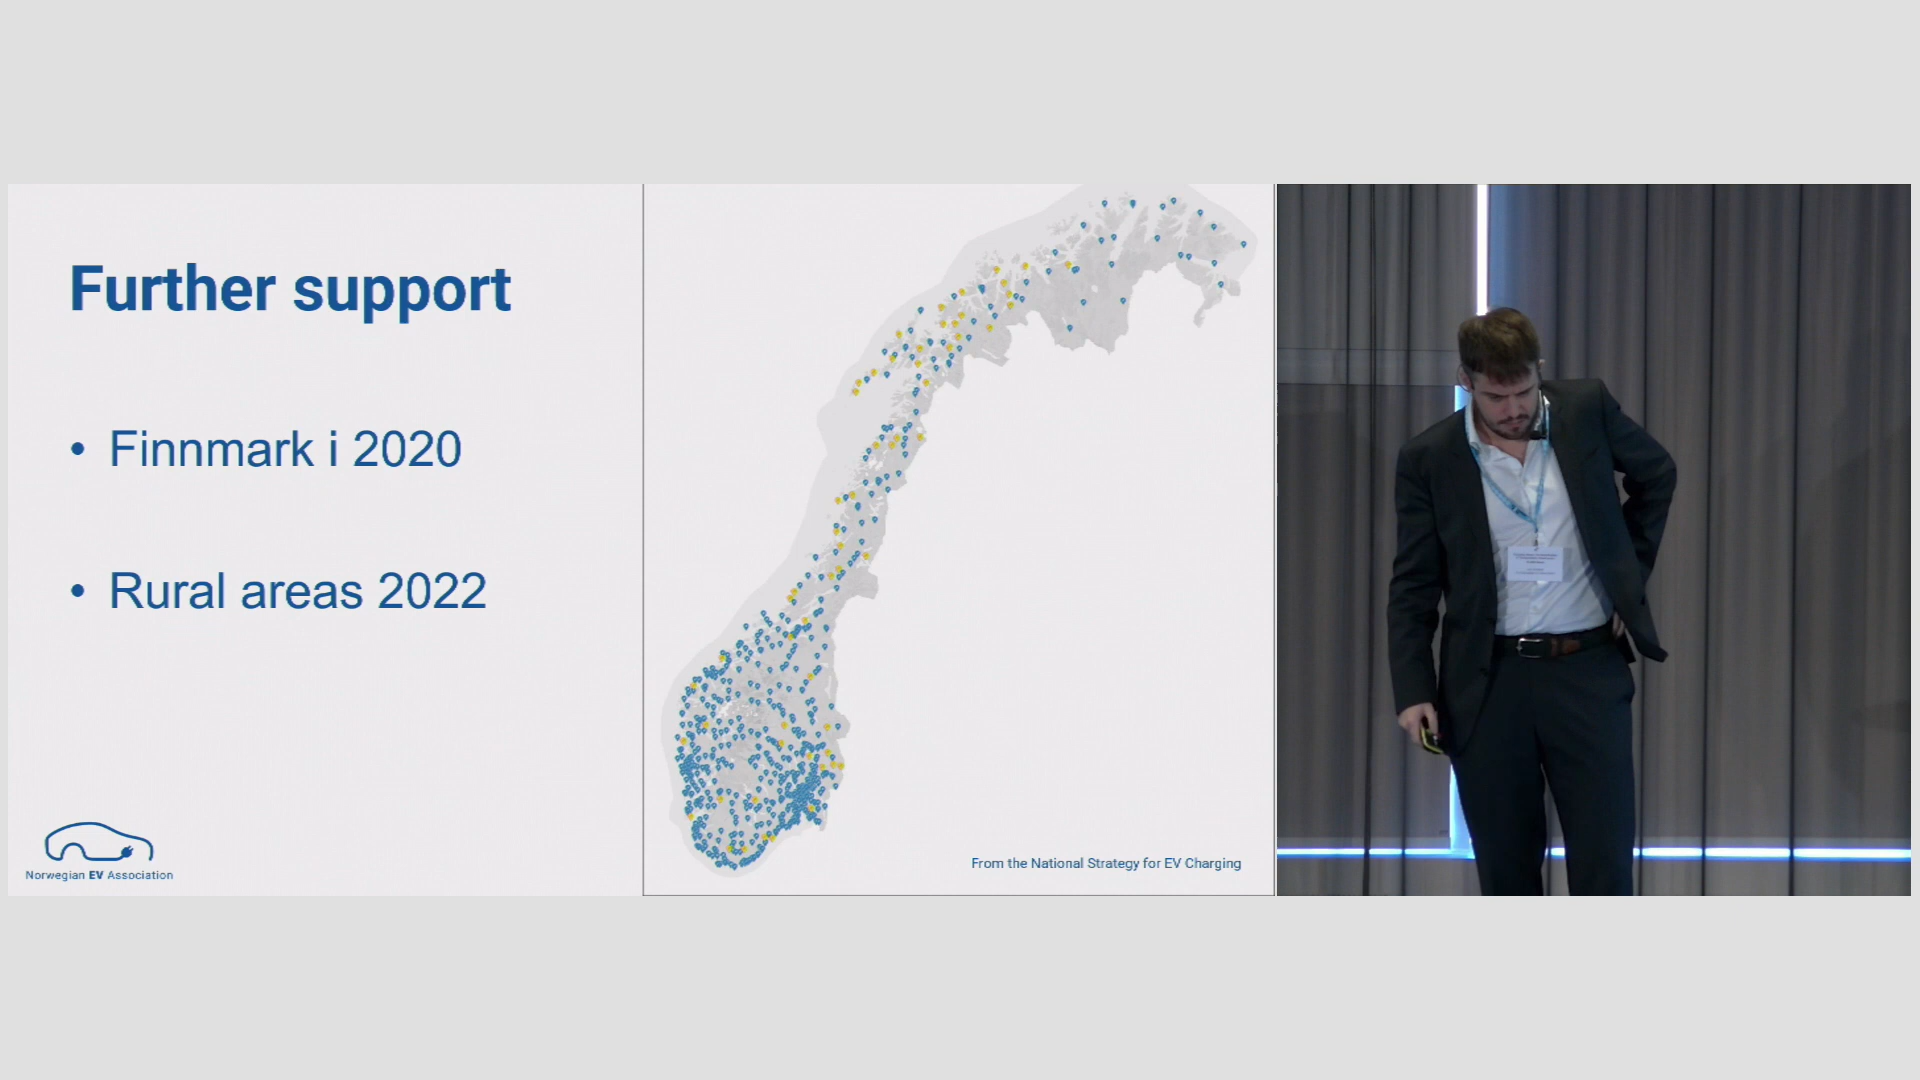 Further support
• Finnmark i 2020
• Rural areas 2022
Norwegian EV Association
From the National Strategy for EV Charging